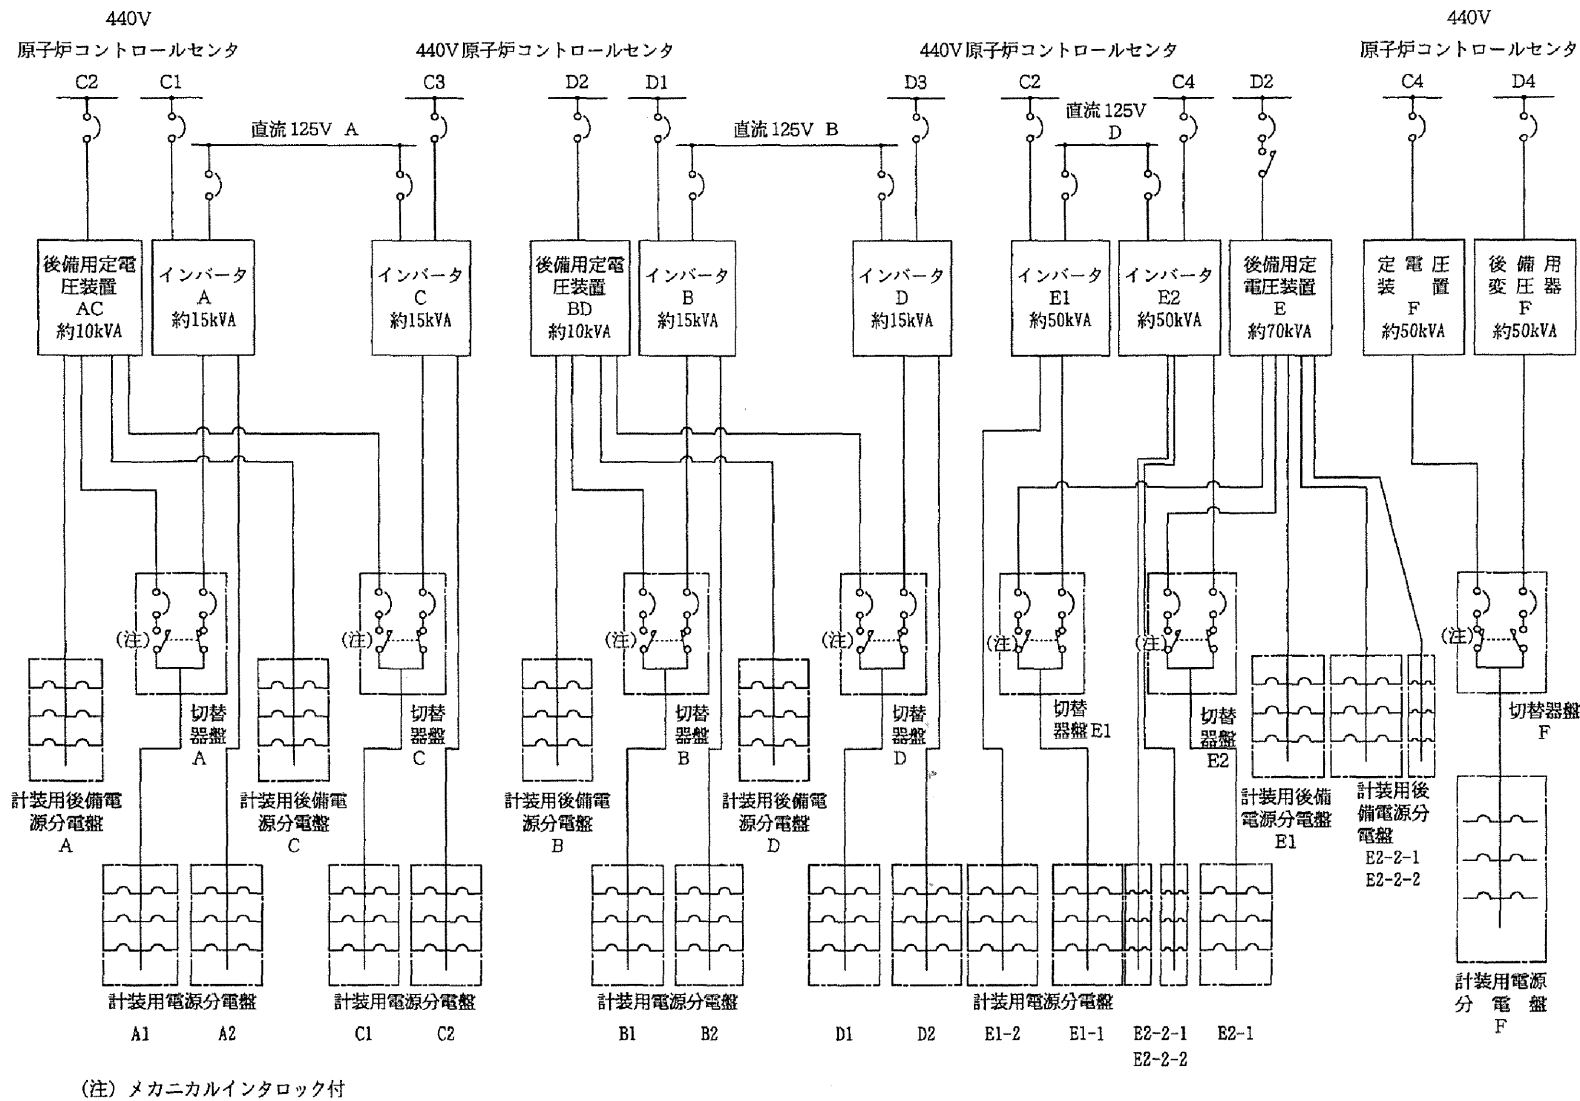 440V
原子炉コントロールセンタ
440V原子炉コントロールセンタ
440V原子炉コントロールセンタ
440V
原子炉コントロールセンタ
C2
C1
C3
D2
D1
D3
C2
C4
D2
C4
D4
直流125V A
直流125V B
直流125V
D
後備用定電
圧装置
AC
約10kVA
インバータ
A
約15kVA
インバータ
C
約15kVA
後備用定電
圧装置
BD
約10kVA
インバータ
B
約15kVA
インバータ
D
約15kVA
インバータ
E1
約50kVA
インバータ
E2
約50kVA
後備用定
電圧装置
E
約70kVA
定電圧
装置
F
約50kVA
後備用
変圧器
F
約50kVA
(注)
(注)
(注)
(注)
(注)
(注)
(注)
切替
器盤
A
切替
器盤
C
切替
器盤
B
切替
器盤
D
切替
器盤E1
切替
器盤
E2
切替器盤
F
計装用後備電
源分電盤
A
計装用後備電
源分電盤
C
計装用後備電
源分電盤
B
計装用後備電
源分電盤
D
計装用後備
電源分電盤
E1
計装用後
備電源分
電盤
E2-2-1
E2-2-2
計装用電源分電盤
A1
A2
計装用電源分電盤
C1
C2
計装用電源分電盤
B1
B2
D1
D2
計装用電源分電盤
E1-2
E1-1
E2-2-1
E2-2-2
E2-1
計装用電源
分電盤
F
(注) メカニカルインタロック付